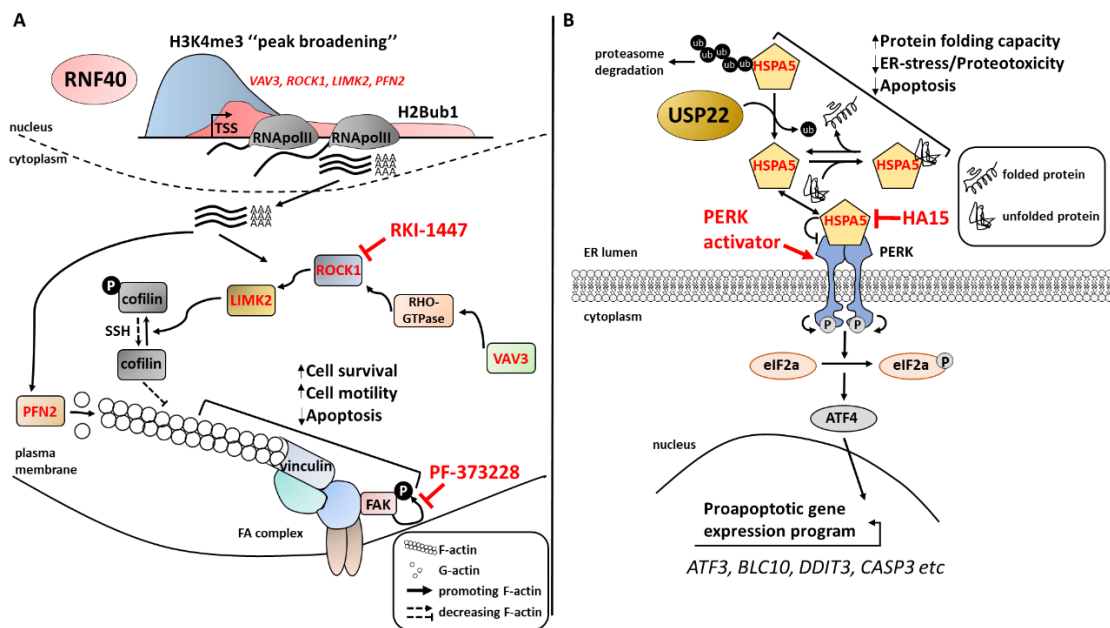 A
H3K4me3 ‘‘peak broadening’’
RNF40
VAV3, ROCK1, LIMK2, PFN2
H2Bub1
TSS
RNApolII
RNApolII
nucleus
cytoplasm
AAA
AAA
AAA
AAA
AAA
AAA
RKI-1447
ROCK1
P
cofilin
LIMK2
RHO-
GTPase
SSH
cofilin
VAV3
Cell survival
Cell motility
Apoptosis
PFN2
plasma
membrane
vinculin
PF-373228
P
FAK
FA complex
F-actin
G-actin
promoting F-actin
decreasing F-actin
B
proteasome
degradation
ub
ub
ub
ub
ub
HSPA5
Protein folding capacity
ER-stress/Proteotoxicity
Apoptosis
USP22
ub
HSPA5
HSPA5
folded protein
unfolded protein
PERK
activator
HSPA5
HA15
ER lumen
PERK
cytoplasm
P
P
eIF2a
eIF2a
P
ATF4
nucleus
Proapoptotic gene
expression program
ATF3, BLC10, DDIT3, CASP3 etc